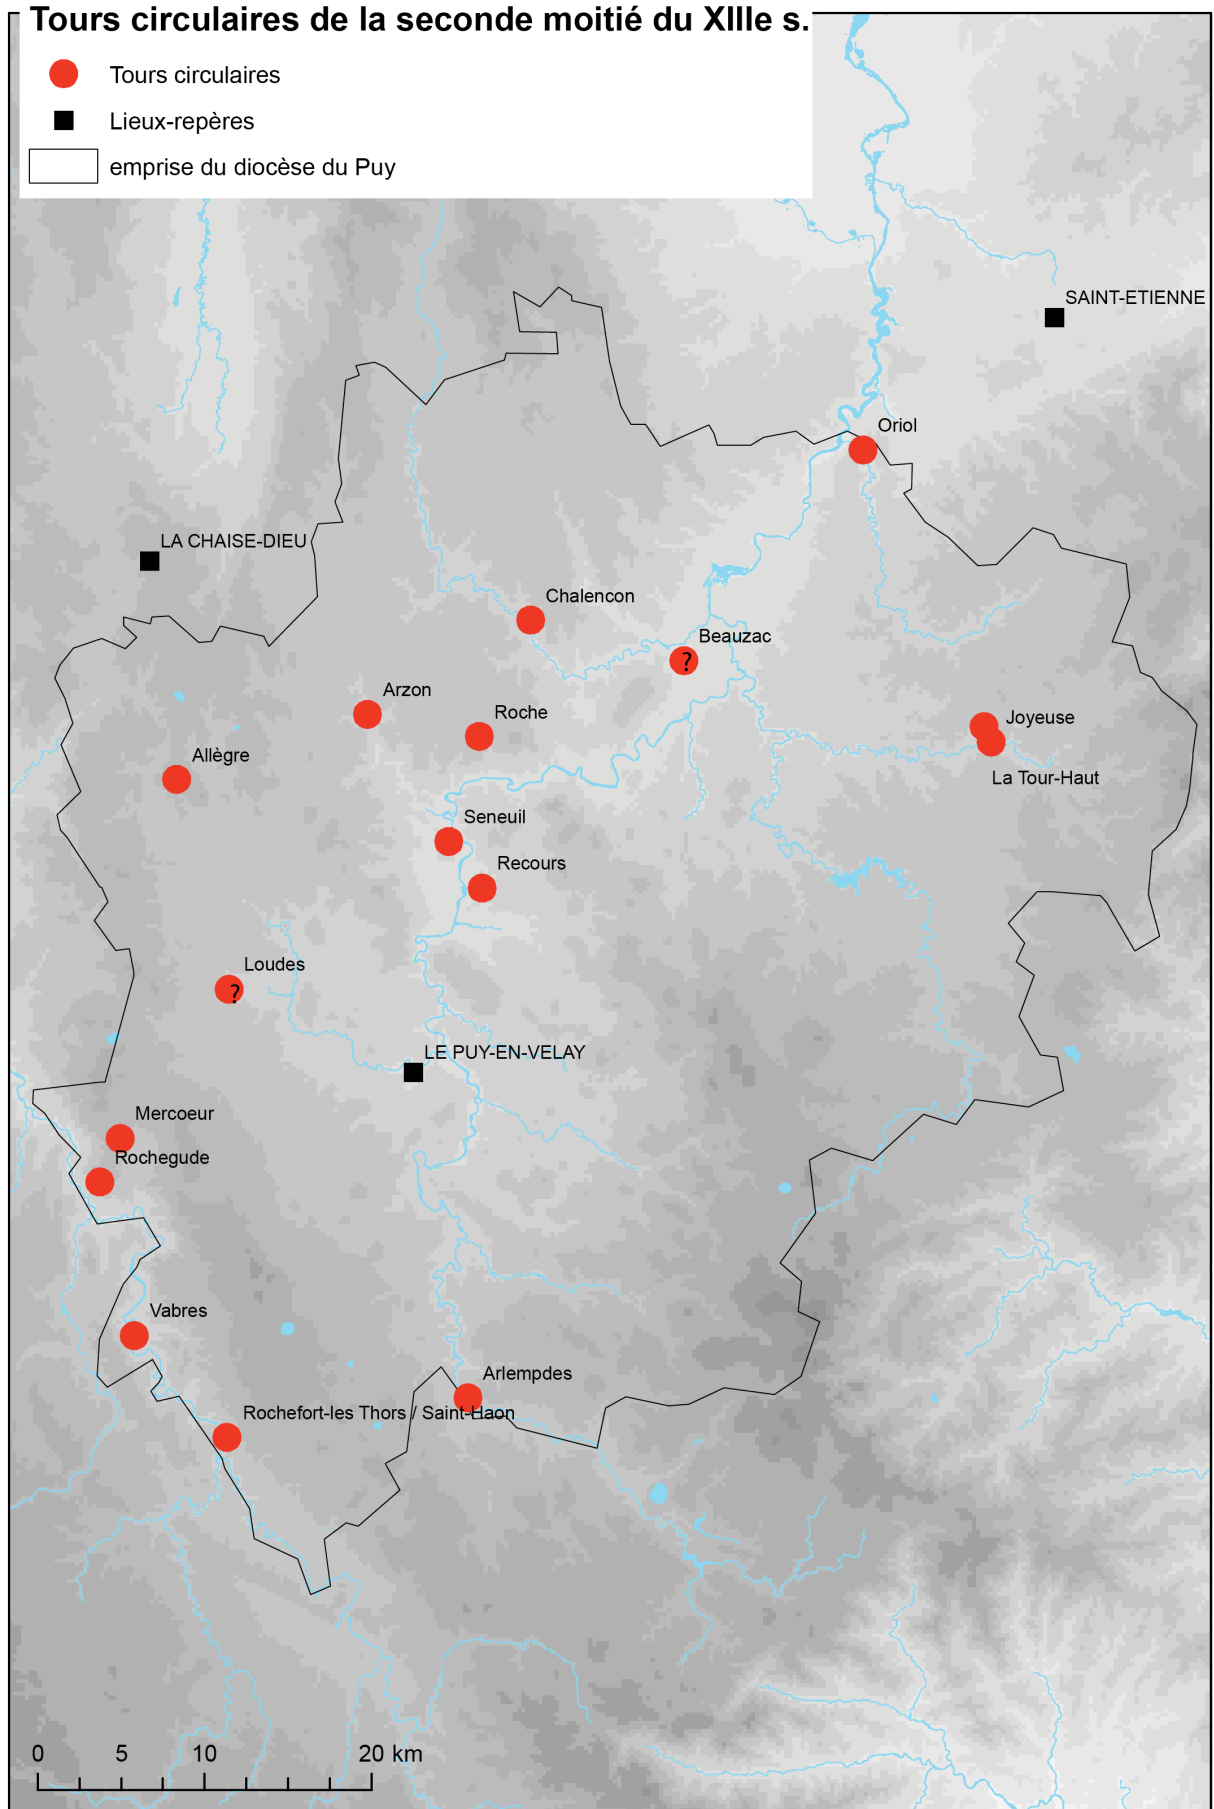 Tours circulaires de la seconde moitié du XIIIe s.
Tours circulaires
Lieux-repères
emprise du diocèse du Puy
SAINT-ETIENNE
Oriol
LA CHAISE-DIEU
Chalencon
Beauzac
?
Arzon
Roche
Joyeuse
Allègre
La Tour-Haut
Seneuil
Recours
Loudes
?
LE PUY-EN-VELAY
Mercoeur
Rochegude
Vabres
Arlempdes
Rochefort-les Thors / Saint-Haon
0 5 10 20 km